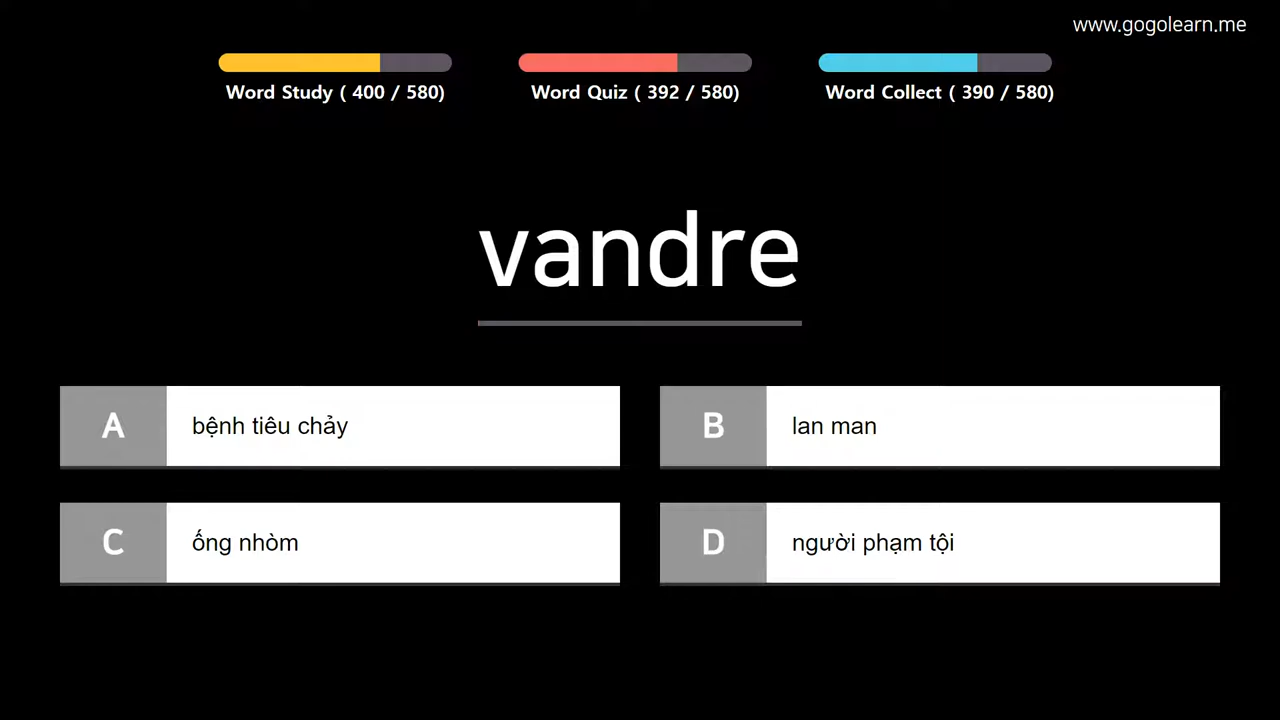 www.gogolearn.me
Word Study ( 400 / 580)
Word Quiz ( 392 / 580)
Word Collect ( 390 / 580)
vandre
A bệnh tiêu chảy
B lan man
C ống nhòm
D người phạm tội